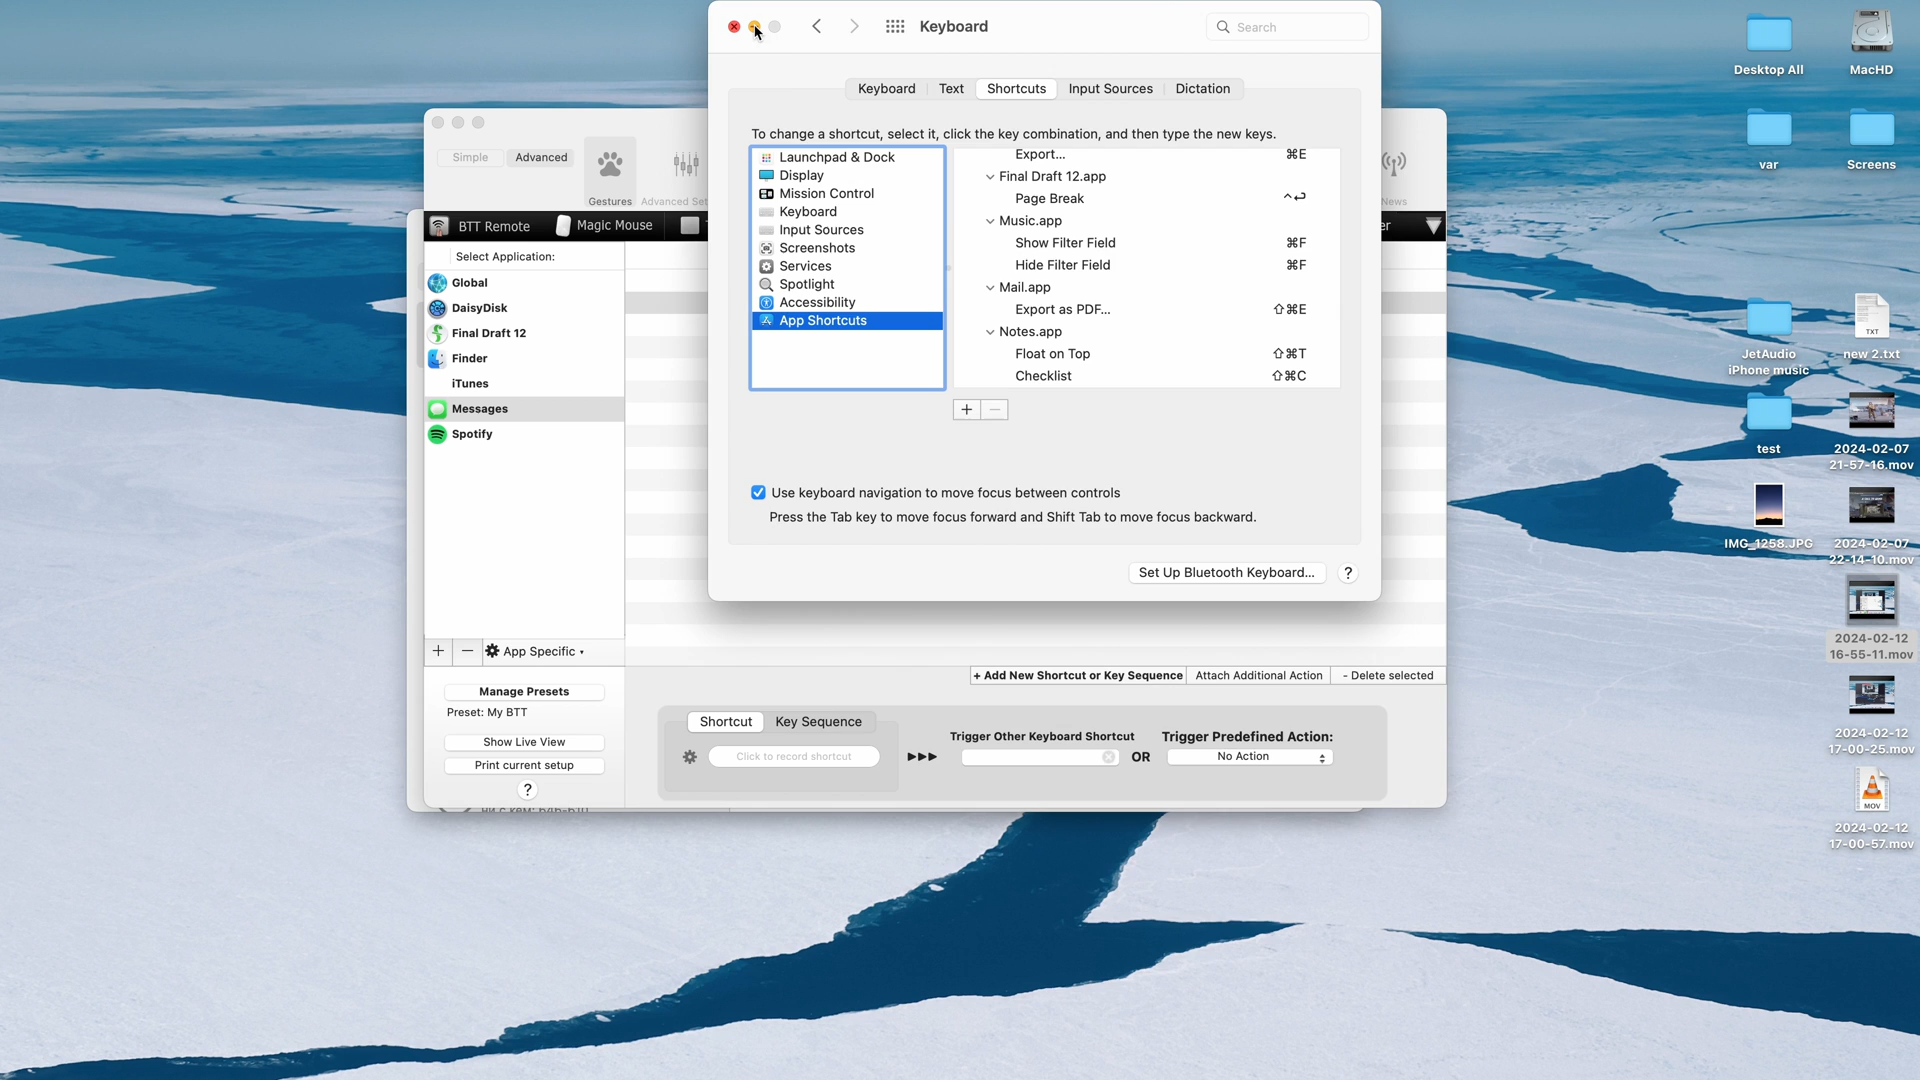 Keyboard
Search
Keyboard
Text
Shortcuts
Input Sources
Dictation
To change a shortcut, select it, click the key combination, and then type the new keys.
Launchpad & Dock
Display
Mission Control
Keyboard
Input Sources
Screenshots
Services
Spotlight
Accessibility
App Shortcuts
Export... ⌘E
Final Draft 12.app
Page Break ^↩
Music.app
Show Filter Field ⌘F
Hide Filter Field ⌘F
Mail.app
Export as PDF... ⇧⌘E
Notes.app
Float on Top ⇧⌘T
Checklist ⇧⌘C
+ −
Use keyboard navigation to move focus between controls
Press the Tab key to move focus forward and Shift Tab to move focus backward.
Set Up Bluetooth Keyboard...
?
Simple
Advanced
Gestures
Advanced Set
News
BTT Remote
Magic Mouse
er
Select Application:
Global
DaisyDisk
Final Draft 12
Finder
iTunes
Messages
Spotify
+ − App Specific
Manage Presets
Preset: My BTT
Show Live View
Print current setup
?
+ Add New Shortcut or Key Sequence
Attach Additional Action
- Delete selected
Shortcut
Key Sequence
Click to record shortcut
Trigger Other Keyboard Shortcut
OR
Trigger Predefined Action:
No Action
Desktop All
MacHD
var
Screens
JetAudio
iPhone music
TXT
new 2.txt
test
2024-02-07
21-57-16.mov
IMG_1258.JPG
2024-02-07
22-14-10.mov
2024-02-12
16-55-11.mov
2024-02-12
17-00-25.mov
MOV
2024-02-12
17-00-57.mov